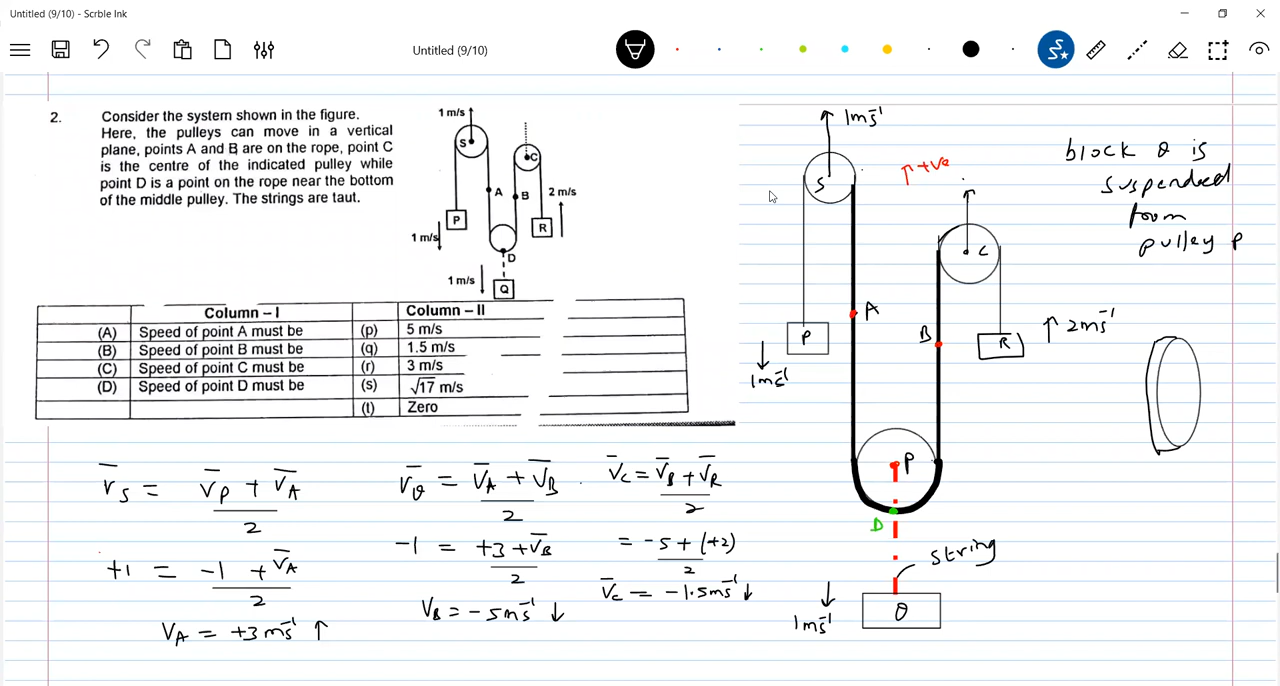 Untitled (9/10) - Scrble Ink
Untitled (9/10)
2. Consider the system shown in the figure.
Here, the pulleys can move in a vertical
plane, points A and B are on the rope, point C
is the centre of the indicated pulley while
point D is a point on the rope near the bottom
of the middle pulley. The strings are taut.
1 m/s
S
C
A
B
2 m/s
P
R
1 m/s
D
1 m/s
Q
Column – I Column – II
(A) Speed of point A must be (p) 5 m/s
(B) Speed of point B must be (q) 1.5 m/s
(C) Speed of point C must be (r) 3 m/s
(D) Speed of point D must be (s) √17 m/s
(t) Zero
1ms⁻¹
S
↑ +ve
C
A
B
P
R
↑ 2ms⁻¹
1ms⁻¹
P
D
string
1ms⁻¹
θ
block θ is
suspended
from
pulley p
v̄s = (v̄p + v̄A)/2
+1 = (-1 + v̄A)/2
VA = +3ms⁻¹ ↑
v̄θ = (v̄A + v̄B)/2
-1 = (+3 + v̄B)/2
VB = -5ms⁻¹ ↓
v̄c = (v̄B + v̄R)/2
= (-5 + (+2))/2
v̄c = -1.5ms⁻¹ ↓